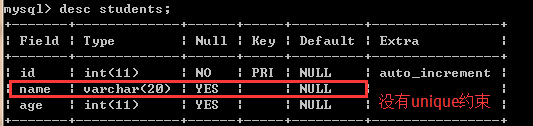 mysql> desc students;
+-------+-------------+------+-----+---------+----------------+
| Field | Type | Null | Key | Default | Extra |
+-------+-------------+------+-----+---------+----------------+
| id | int(11) | NO | PRI | NULL | auto_increment |
| name | varchar(20) | YES | | NULL | 没有unique约束
| age | int(11) | YES | | NULL |
+-------+-------------+------+-----+---------+----------------+